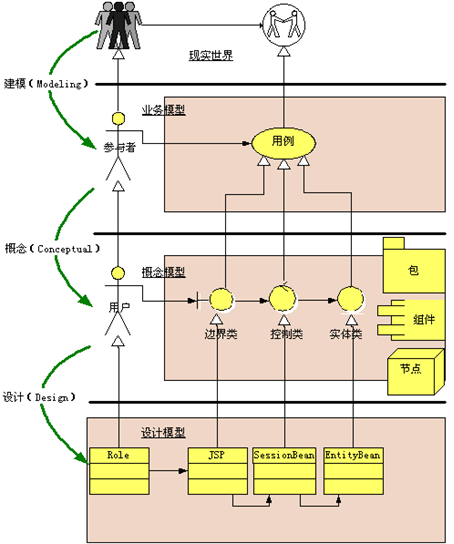 现实世界
建模(Modeling)
业务模型
参与者
用例
概念(Conceptual)
概念模型
包
用户
边界类
控制类
实体类
组件
节点
设计(Design)
设计模型
Role
JSP
SessionBean
EntityBean